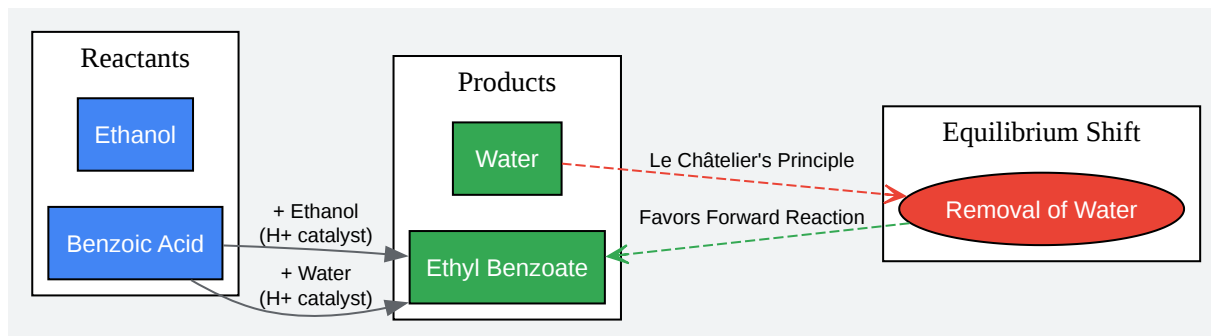 Reactants
Ethanol
Benzoic Acid
+ Ethanol
(H+ catalyst)
+ Water
(H+ catalyst)
Products
Water
Ethyl Benzoate
Le Châtelier's Principle
Favors Forward Reaction
Equilibrium Shift
Removal of Water